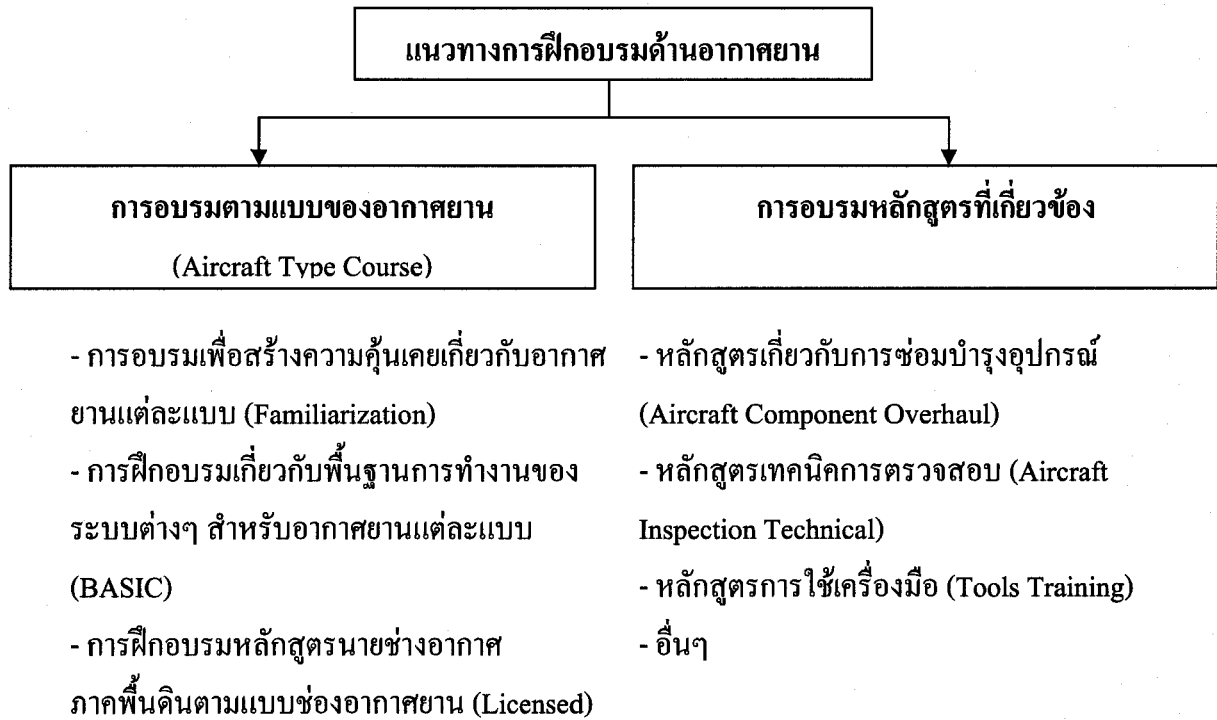 แนวทางการฝึกอบรมด้านอากาศยาน
การอบรมตามแบบของอากาศยาน
(Aircraft Type Course)
การอบรมหลักสูตรที่เกี่ยวข้อง
- การอบรมเพื่อสร้างความคุ้นเคยเกี่ยวกับอากาศ
ยานแต่ละแบบ (Familiarization)
- การฝึกอบรมเกี่ยวกับพื้นฐานการทำงานของ
ระบบต่างๆ สำหรับอากาศยานแต่ละแบบ
(BASIC)
- การฝึกอบรมหลักสูตรนายช่างอากาศ
ภาคพื้นดินตามแบบช่องอากาศยาน (Licensed)
- หลักสูตรเกี่ยวกับการซ่อมบำรุงอุปกรณ์
(Aircraft Component Overhaul)
- หลักสูตรเทคนิคการตรวจสอบ (Aircraft
Inspection Technical)
- หลักสูตรการใช้เครื่องมือ (Tools Training)
- อื่นๆ